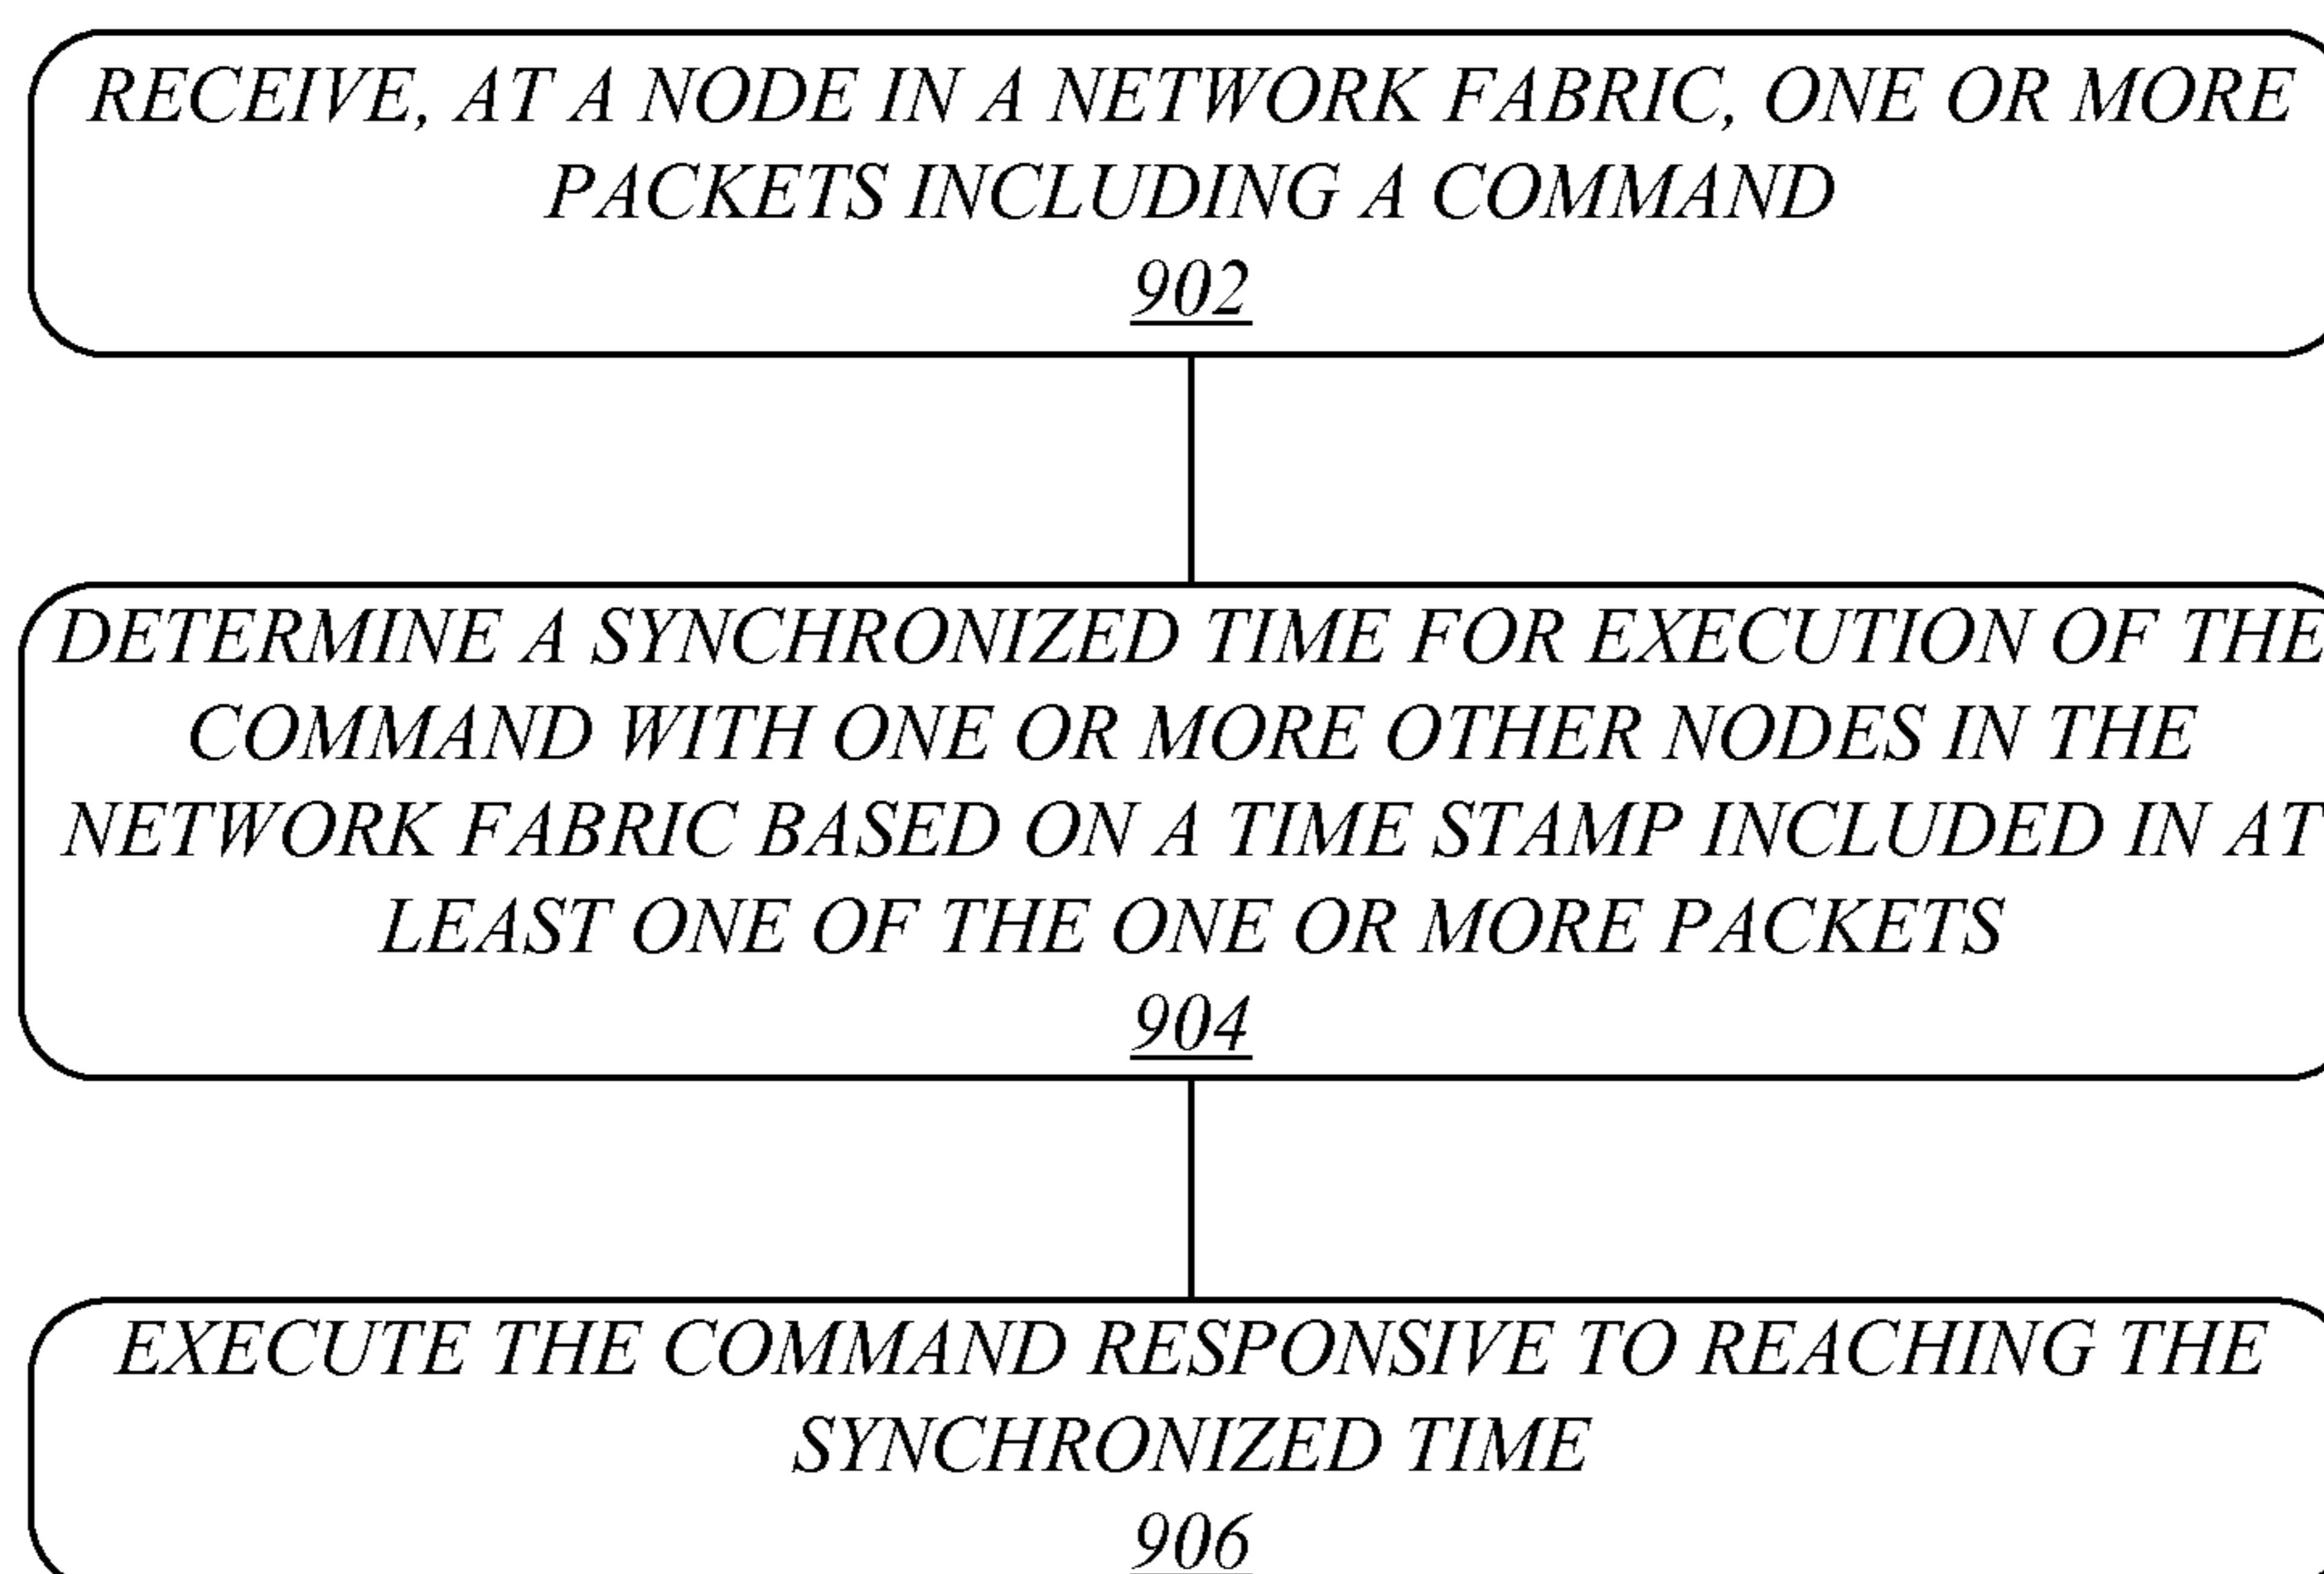 RECEIVE, AT A NODE IN A NETWORK FABRIC, ONE OR MORE
PACKETS INCLUDING A COMMAND
902
DETERMINE A SYNCHRONIZED TIME FOR EXECUTION OF THE
COMMAND WITH ONE OR MORE OTHER NODES IN THE
NETWORK FABRIC BASED ON A TIME STAMP INCLUDED IN AT
LEAST ONE OF THE ONE OR MORE PACKETS
904
EXECUTE THE COMMAND RESPONSIVE TO REACHING THE
SYNCHRONIZED TIME
906